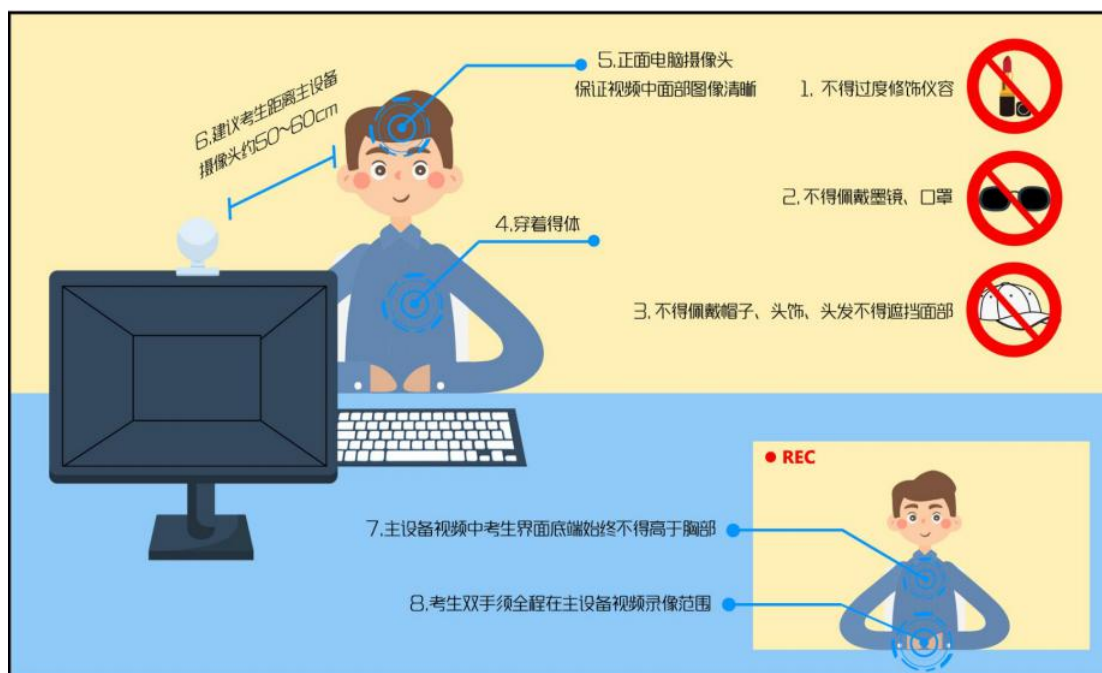 1. 不得过度修饰仪容
2. 不得佩戴墨镜、口罩
3. 不得佩戴帽子、头饰、头发不得遮挡面部
4.穿着得体
5.正面电脑摄像头
保证视频中面部图像清晰
6.建议考生距离主设备
摄像头约50~60cm
● REC
7.主设备视频中考生界面底端始终不得高于胸部
8.考生双手须全程在主设备视频录像范围